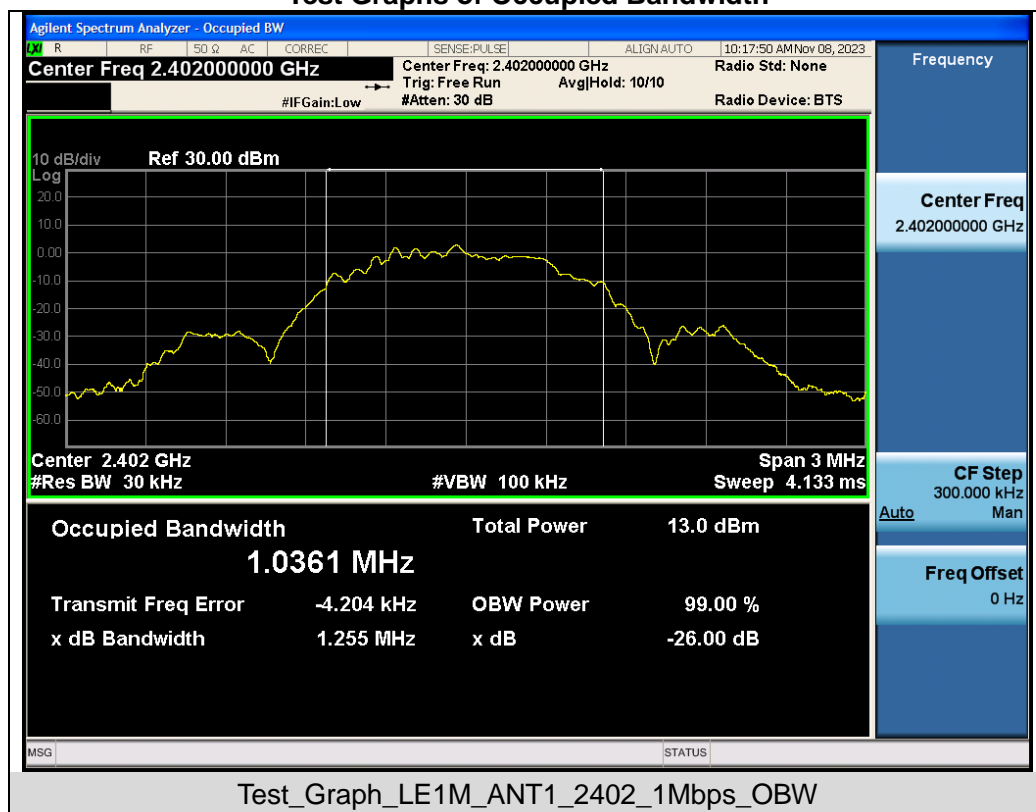 Test Graphs of Occupied Bandwidth
Agilent Spectrum Analyzer - Occupied BW
LXI R RF 50 Ω AC CORREC SENSE:PULSE ALIGN AUTO 10:17:50 AM Nov 08, 2023
Center Freq 2.402000000 GHz
Center Freq: 2.402000000 GHz Radio Std: None
Trig: Free Run Avg|Hold: 10/10
#IFGain:Low #Atten: 30 dB Radio Device: BTS
10 dB/div Ref 30.00 dBm
Log
20.0
10.0
0.00
-10.0
-20.0
-30.0
-40.0
-50.0
-60.0
Center 2.402 GHz Span 3 MHz
#Res BW 30 kHz #VBW 100 kHz Sweep 4.133 ms
Occupied Bandwidth Total Power 13.0 dBm
1.0361 MHz
Transmit Freq Error -4.204 kHz OBW Power 99.00 %
x dB Bandwidth 1.255 MHz x dB -26.00 dB
Frequency
Center Freq
2.402000000 GHz
CF Step
300.000 kHz
Auto Man
Freq Offset
0 Hz
MSG STATUS
Test_Graph_LE1M_ANT1_2402_1Mbps_OBW